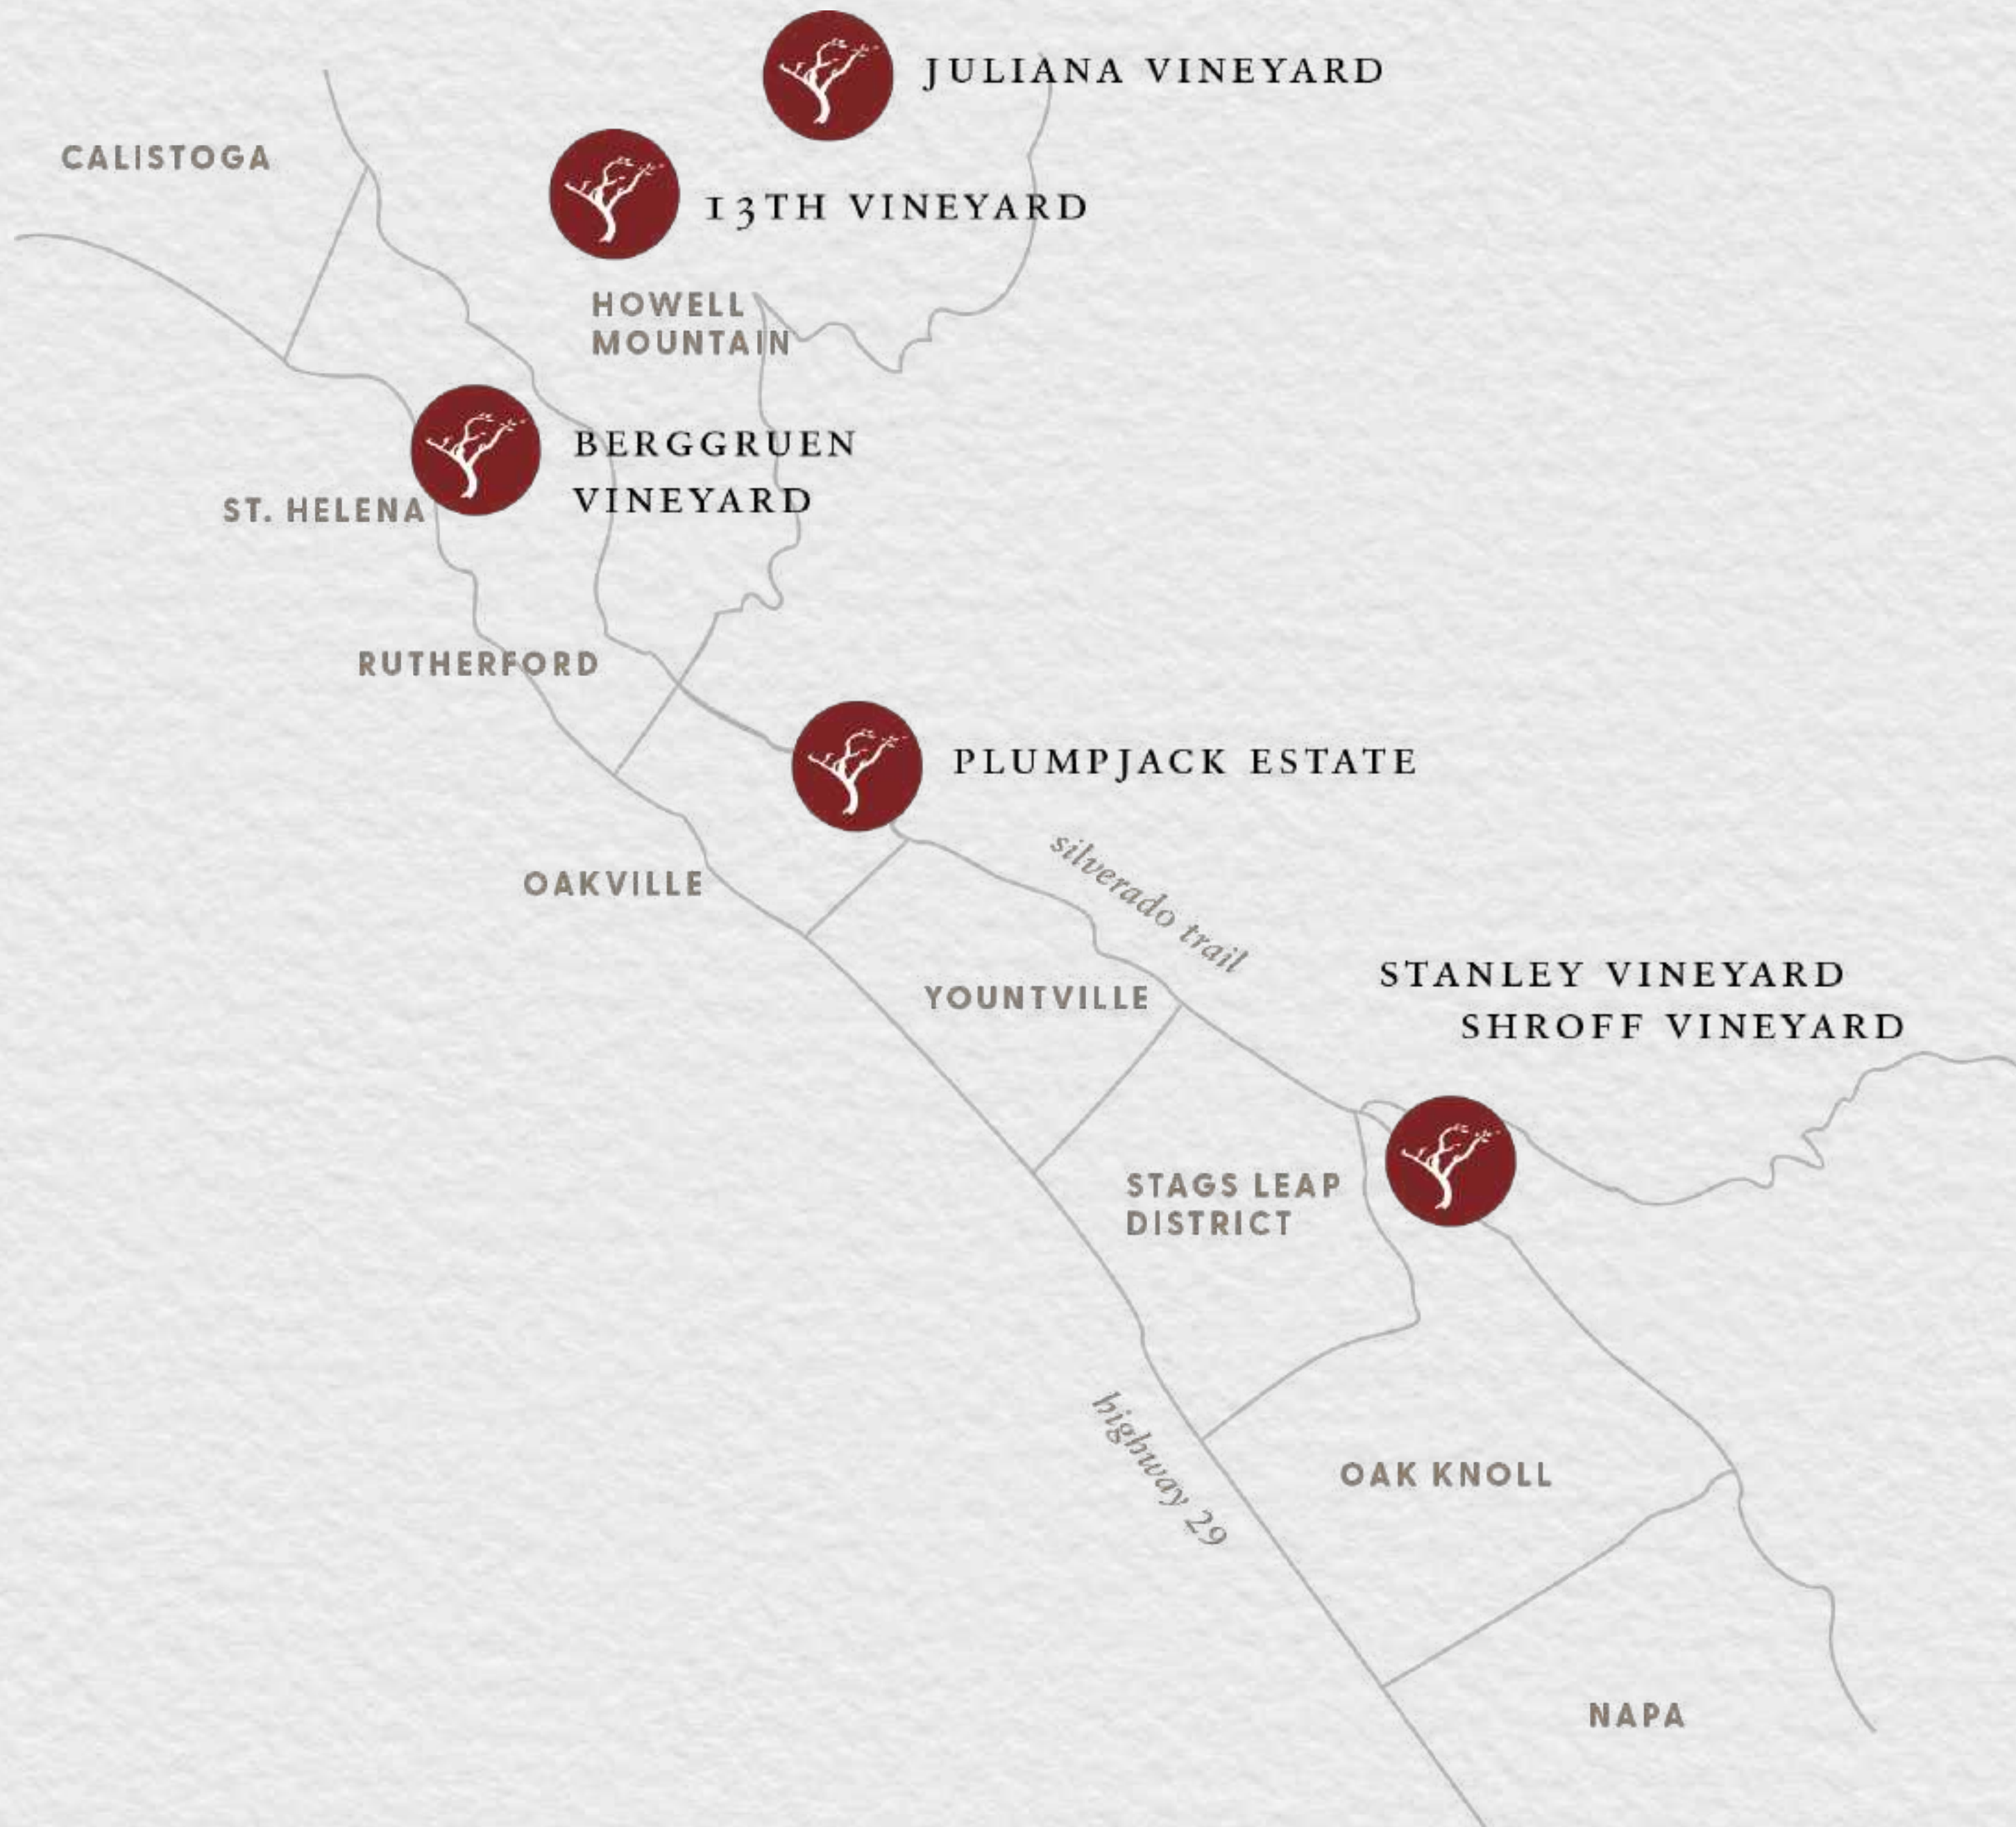 JULIANA VINEYARD
CALISTOGA
13TH VINEYARD
HOWELL
MOUNTAIN
BERGGRUEN
VINEYARD
ST. HELENA
RUTHERFORD
PLUMPJACK ESTATE
silverado trail
OAKVILLE
STANLEY VINEYARD
SHROFF VINEYARD
YOUNTVILLE
STAGS LEAP
DISTRICT
highway 29
OAK KNOLL
NAPA